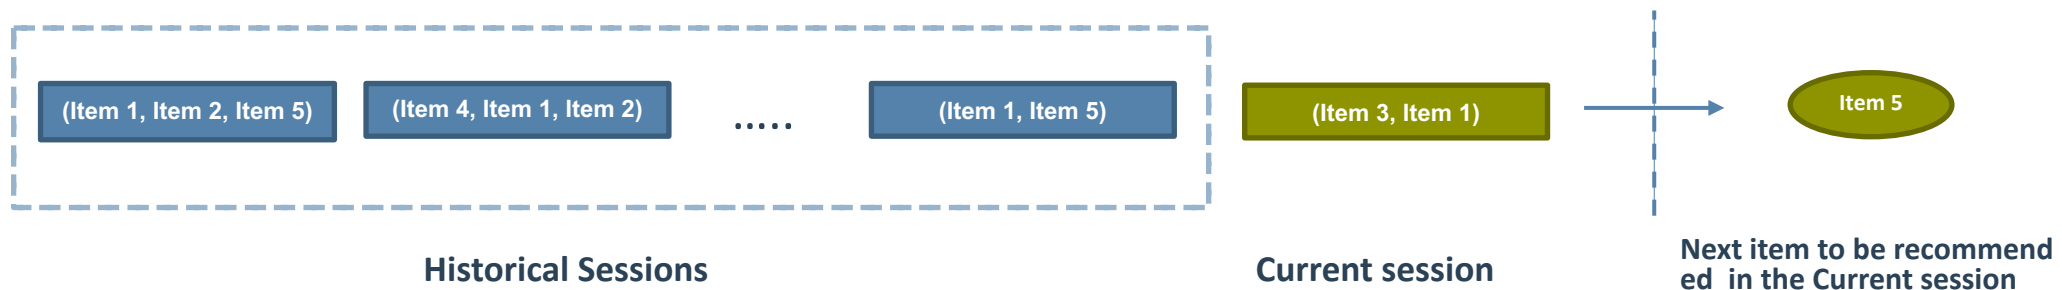 (Item 1, Item 2, Item 5)
(Item 4, Item 1, Item 2)
.....
(Item 1, Item 5)
(Item 3, Item 1)
Item 5
Historical Sessions
Current session
Next item to be recommend
ed  in the Current session